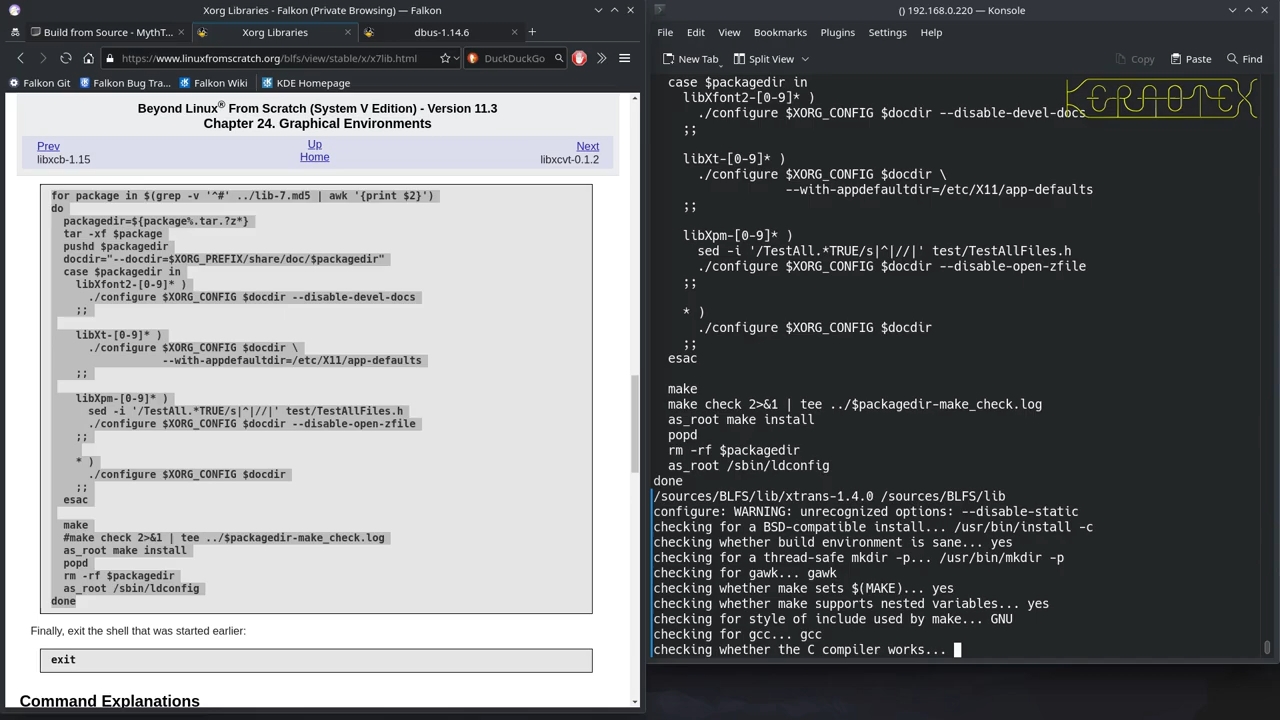 Xorg Libraries - Falkon (Private Browsing) — Falkon
Build from Source - MythT...
Xorg Libraries
dbus-1.14.6
https://www.linuxfromscratch.org/blfs/view/stable/x/x7lib.html
DuckDuckGo
Falkon Git
Falkon Bug Tra...
Falkon Wiki
KDE Homepage
Beyond Linux® From Scratch (System V Edition) - Version 11.3
Chapter 24. Graphical Environments
Prev
Up
Next
libxcb-1.15
Home
libxcvt-0.1.2
for package in $(grep -v '^#' ../lib-7.md5 | awk '{print $2}')
do
packagedir=${package%.tar.?z*}
tar -xf $package
pushd $packagedir
docdir="--docdir=$XORG_PREFIX/share/doc/$packagedir"
case $packagedir in
libXfont2-[0-9]* )
./configure $XORG_CONFIG $docdir --disable-devel-docs
;;
libXt-[0-9]* )
./configure $XORG_CONFIG $docdir \
--with-appdefaultdir=/etc/X11/app-defaults
;;
libXpm-[0-9]* )
sed -i '/TestAll.*TRUE/s|^|//|' test/TestAllFiles.h
./configure $XORG_CONFIG $docdir --disable-open-zfile
;;
* )
./configure $XORG_CONFIG $docdir
;;
esac
make
#make check 2>&1 | tee ../$packagedir-make_check.log
as_root make install
popd
rm -rf $packagedir
as_root /sbin/ldconfig
done
Finally, exit the shell that was started earlier:
exit
Command Explanations
() 192.168.0.220 — Konsole
File Edit View Bookmarks Plugins Settings Help
New Tab Split View Copy Paste Find
KERAOTEX
case $packagedir in
libXfont2-[0-9]* )
./configure $XORG_CONFIG $docdir --disable-devel-docs
;;
libXt-[0-9]* )
./configure $XORG_CONFIG $docdir \
--with-appdefaultdir=/etc/X11/app-defaults
;;
libXpm-[0-9]* )
sed -i '/TestAll.*TRUE/s|^|//|' test/TestAllFiles.h
./configure $XORG_CONFIG $docdir --disable-open-zfile
;;
* )
./configure $XORG_CONFIG $docdir
;;
esac
make
make check 2>&1 | tee ../$packagedir-make_check.log
as_root make install
popd
rm -rf $packagedir
as_root /sbin/ldconfig
done
/sources/BLFS/lib/xtrans-1.4.0 /sources/BLFS/lib
configure: WARNING: unrecognized options: --disable-static
checking for a BSD-compatible install... /usr/bin/install -c
checking whether build environment is sane... yes
checking for a thread-safe mkdir -p... /usr/bin/mkdir -p
checking for gawk... gawk
checking whether make sets $(MAKE)... yes
checking whether make supports nested variables... yes
checking for style of include used by make... GNU
checking for gcc... gcc
checking whether the C compiler works...